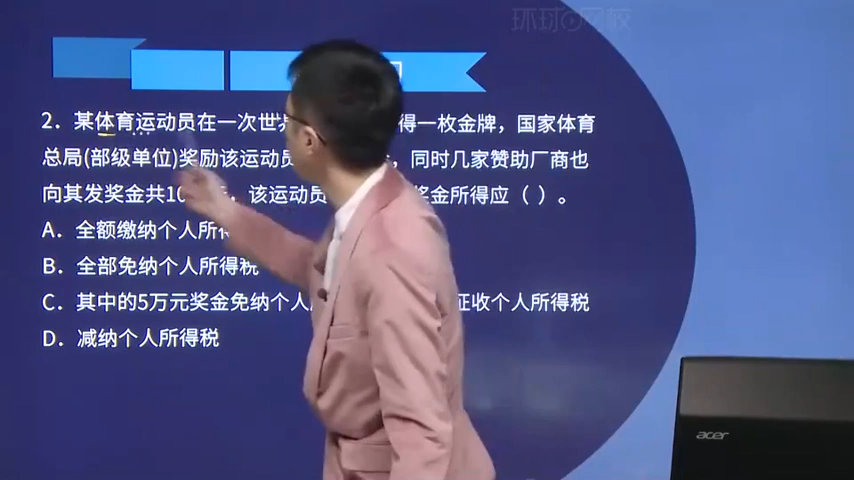 环球网校
2. 某体育运动员在一次世 得一枚金牌，国家体育
总局(部级单位)奖励该运动员 ，同时几家赞助厂商也
向其发奖金共10 ，该运动员 奖金所得应（ ）。
A. 全额缴纳个人所得
B. 全部免纳个人所得税
C. 其中的5万元奖金免纳个人 征收个人所得税
D. 减纳个人所得税
acer